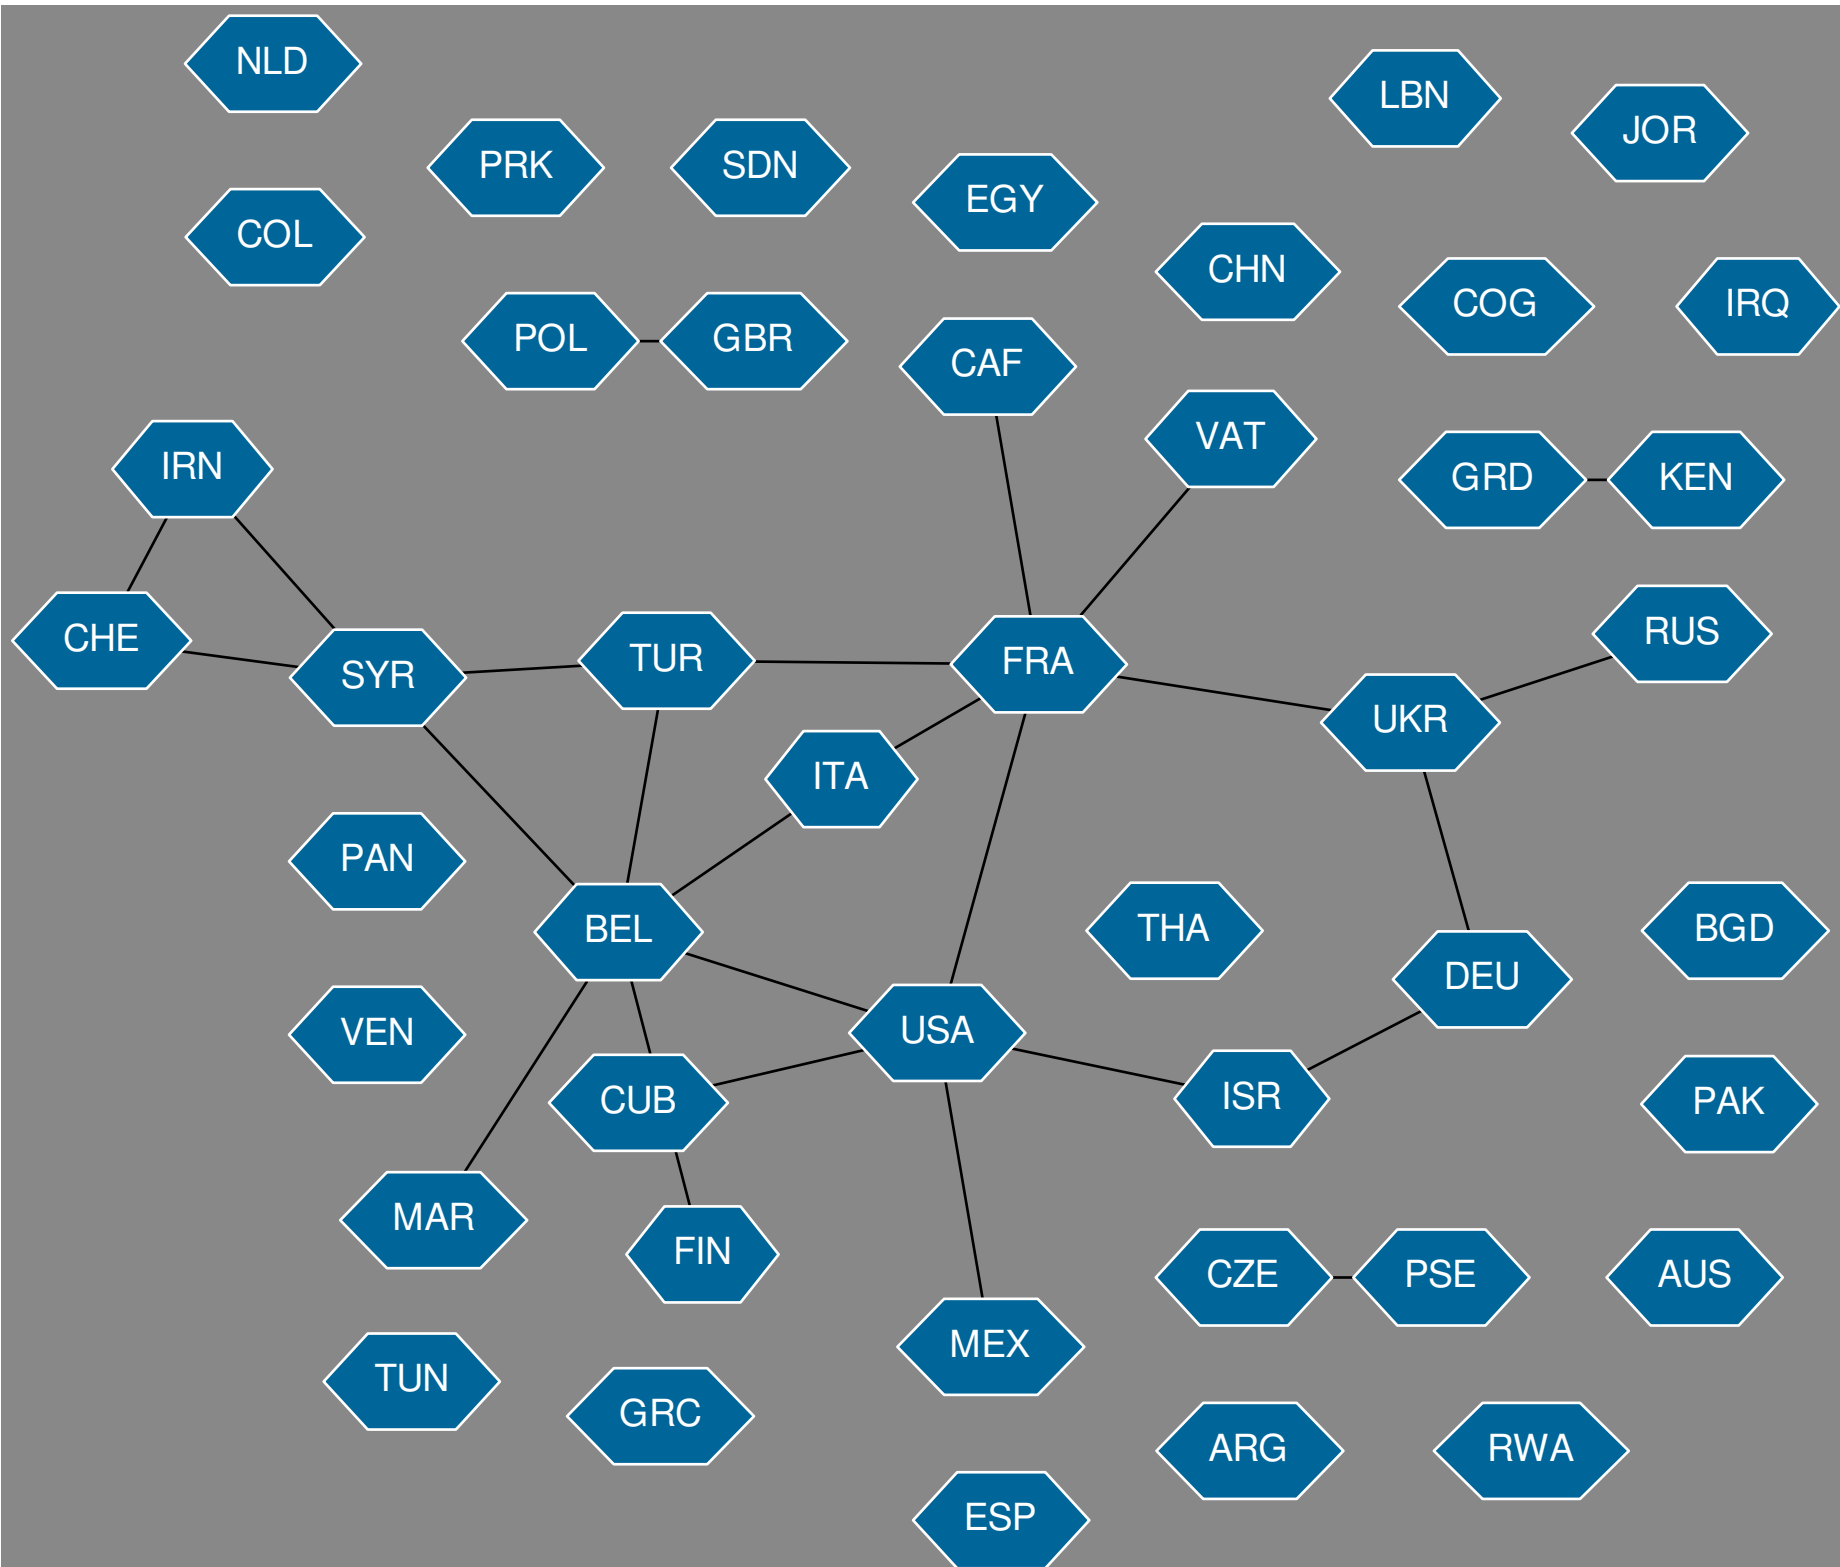 NLD
LBN
JOR
PRK
SDN
EGY
COL
CHN
COG
IRQ
POL
GBR
CAF
VAT
IRN
GRD
KEN
CHE
SYR
TUR
FRA
RUS
UKR
ITA
PAN
BEL
THA
BGD
DEU
VEN
USA
CUB
ISR
PAK
MAR
FIN
CZE
PSE
AUS
MEX
TUN
GRC
ARG
RWA
ESP